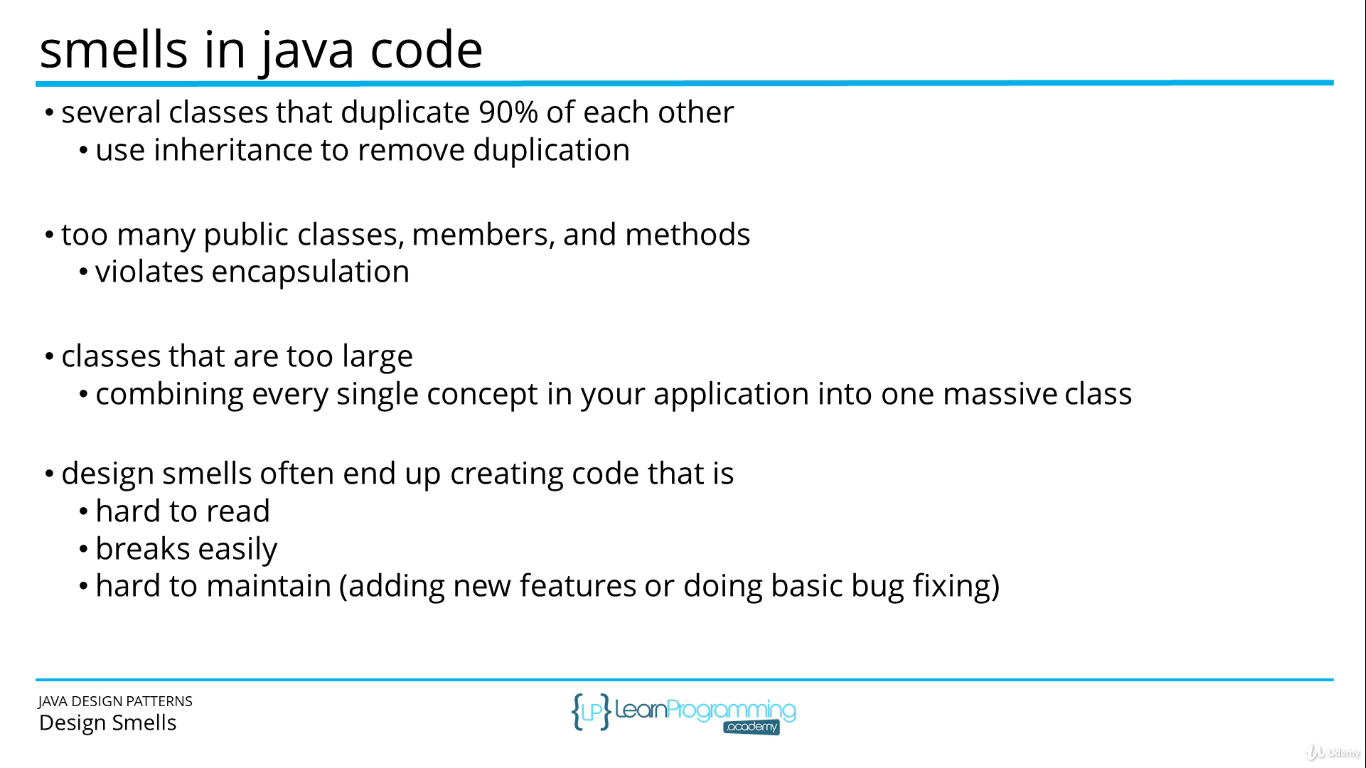 smells in java code
• several classes that duplicate 90% of each other
• use inheritance to remove duplication
• too many public classes, members, and methods
• violates encapsulation
• classes that are too large
• combining every single concept in your application into one massive class
• design smells often end up creating code that is
• hard to read
• breaks easily
• hard to maintain (adding new features or doing basic bug fixing)
JAVA DESIGN PATTERNS
Design Smells
{LP} LearnProgramming
.academy
Udemy